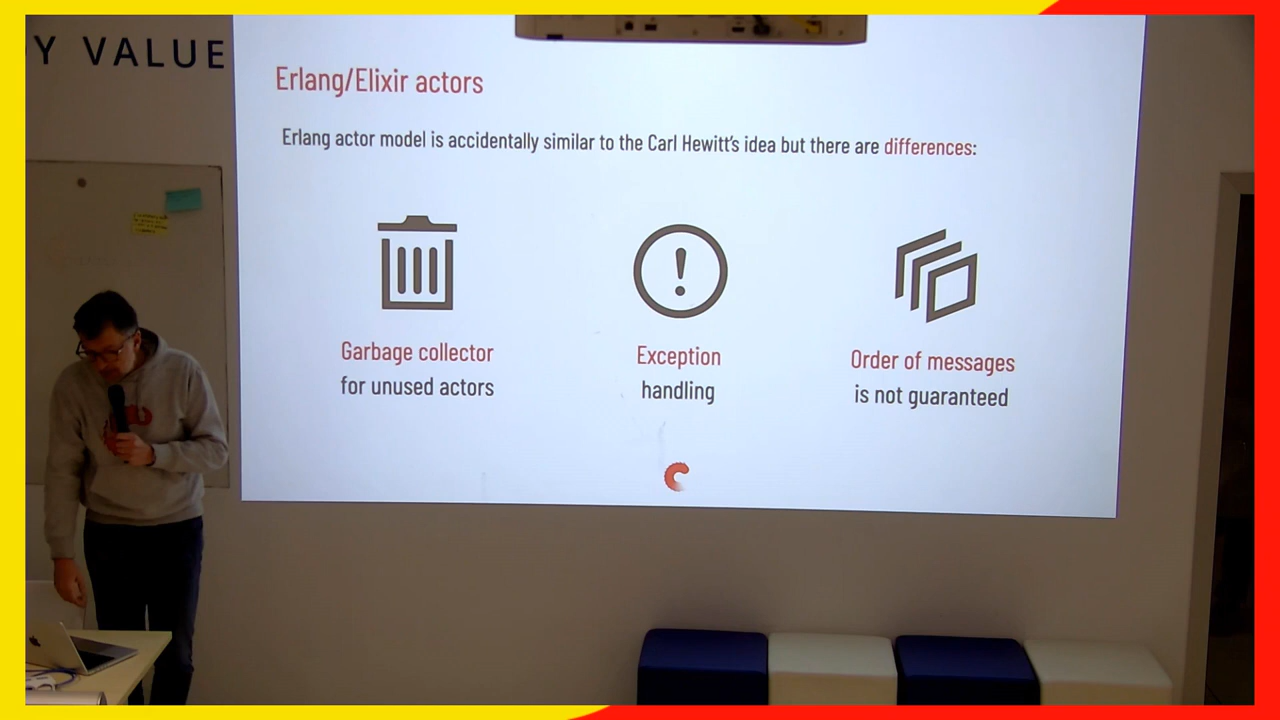 Y VALUE
Erlang/Elixir actors
Erlang actor model is accidentally similar to the Carl Hewitt's idea but there are differences:
Garbage collector
for unused actors
Exception
handling
Order of messages
is not guaranteed